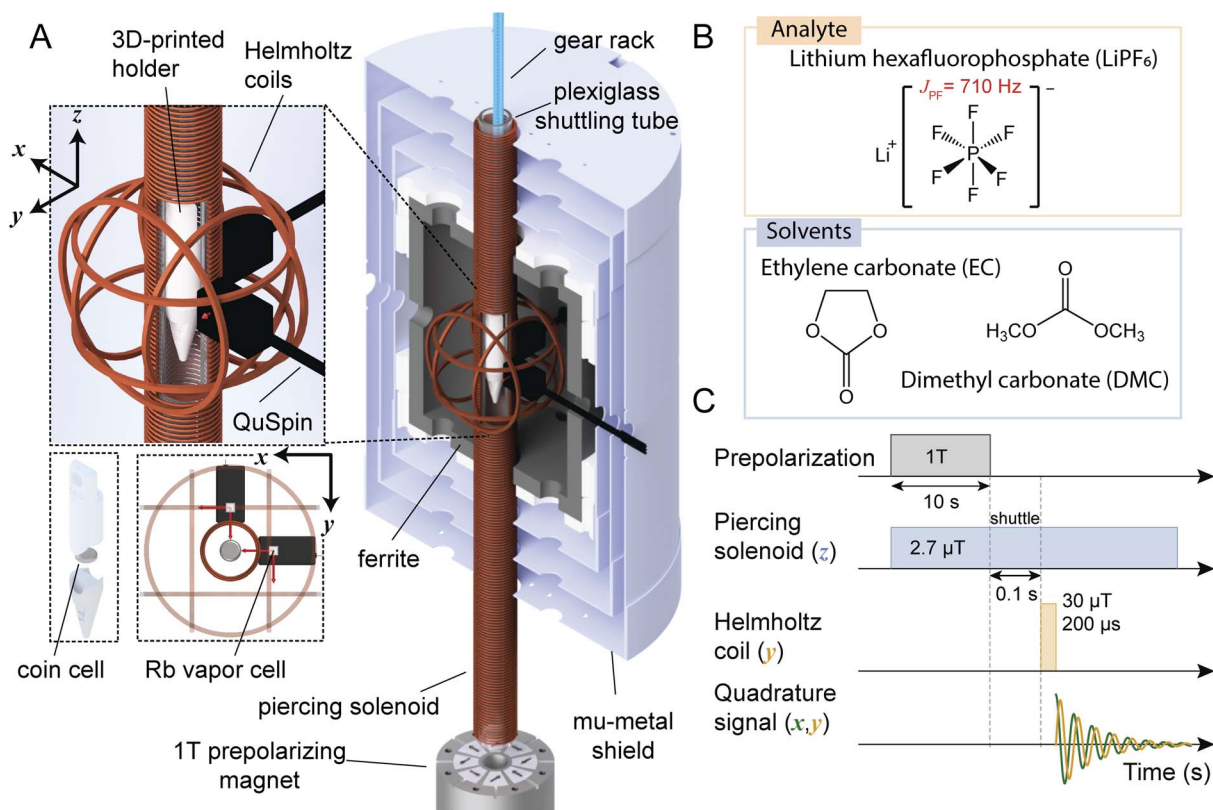 A
3D-printed
holder
Helmholtz
coils
gear rack
plexiglass
shuttling tube
z
x
y
QuSpin
ferrite
x
y
coin cell
Rb vapor cell
piercing solenoid
1T prepolarizing
magnet
mu-metal
shield
B
Analyte
Lithium hexafluorophosphate (LiPF₆)
J_PF = 710 Hz
Li⁺
−
F
F
F
P
F
F
F
Solvents
Ethylene carbonate (EC)
O
O
O
O
H₃CO
OCH₃
Dimethyl carbonate (DMC)
C
Prepolarization
1T
10 s
Piercing
solenoid (z)
2.7 µT
shuttle
0.1 s
Helmholtz
coil (y)
30 µT
200 µs
Quadrature
signal (x,y)
Time (s)